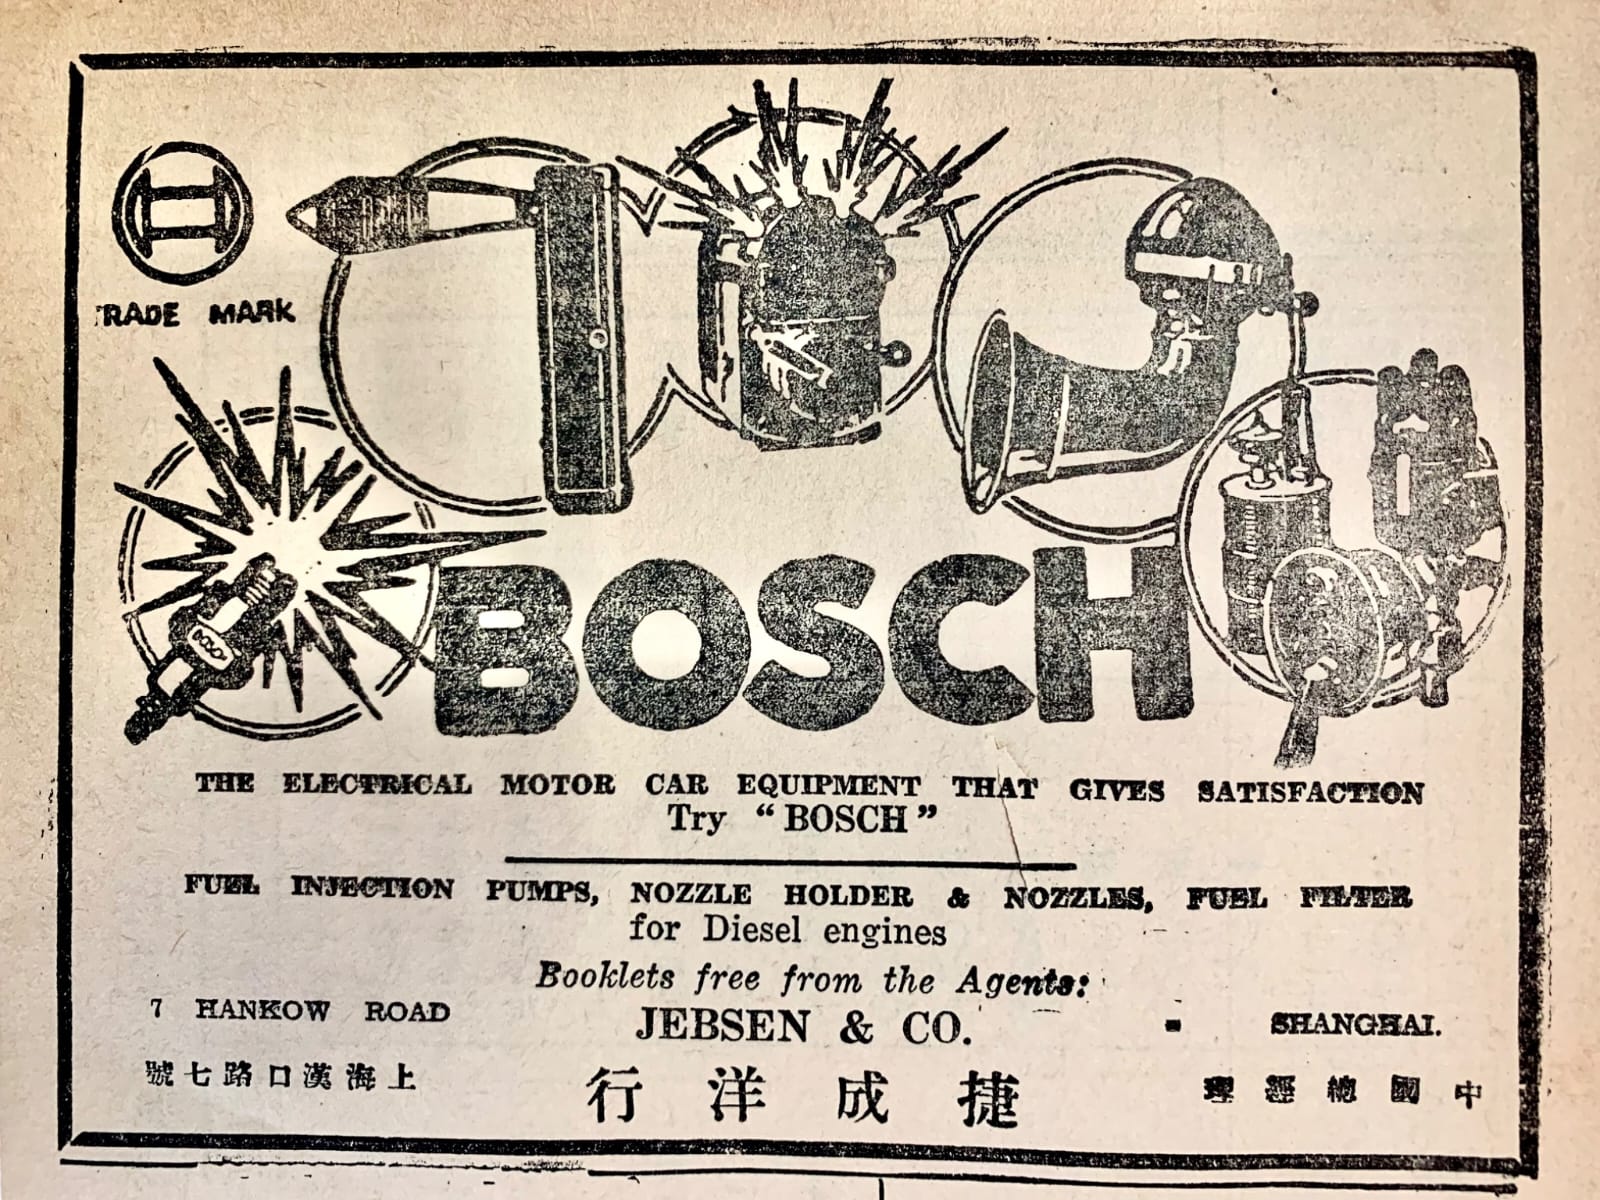 TRADE MARK
BOSCH
BOSCH
THE ELECTRICAL MOTOR CAR EQUIPMENT THAT GIVES SATISFACTION
Try "BOSCH"
FUEL INJECTION PUMPS, NOZZLE HOLDER & NOZZLES, FUEL FILTER
for Diesel engines
Booklets free from the Agents:
7 HANKOW ROAD JEBSEN & CO. - SHANGHAI.
中國總經理 捷成洋行 上海漢口路七號